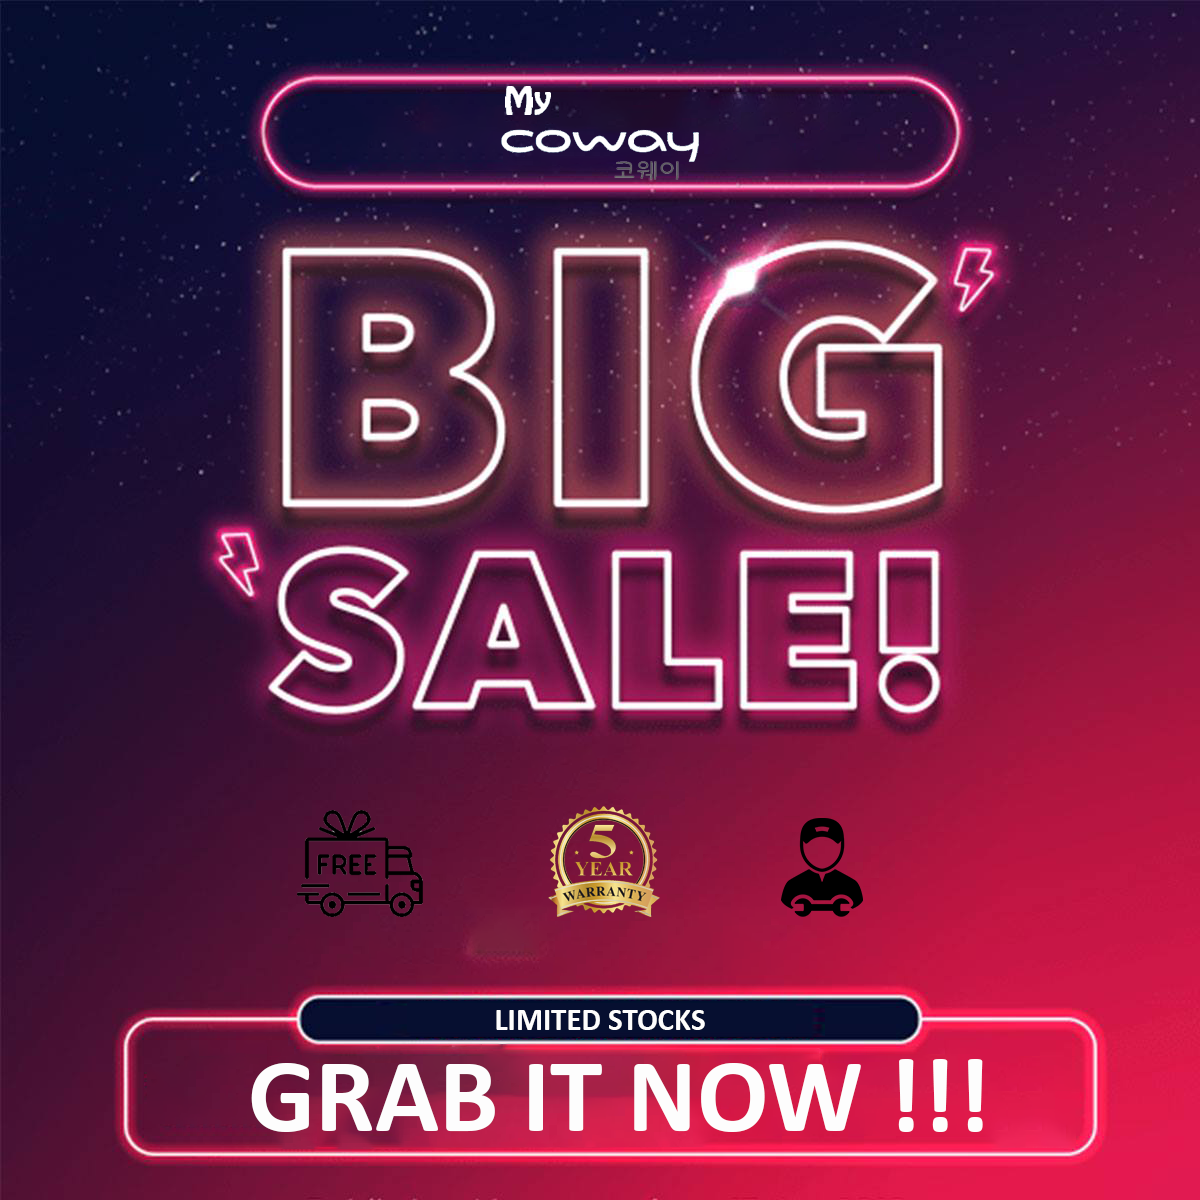 My
coway
코웨이
BIG
SALE!
FREE
5
YEAR
WARRANTY
LIMITED STOCKS
GRAB IT NOW !!!